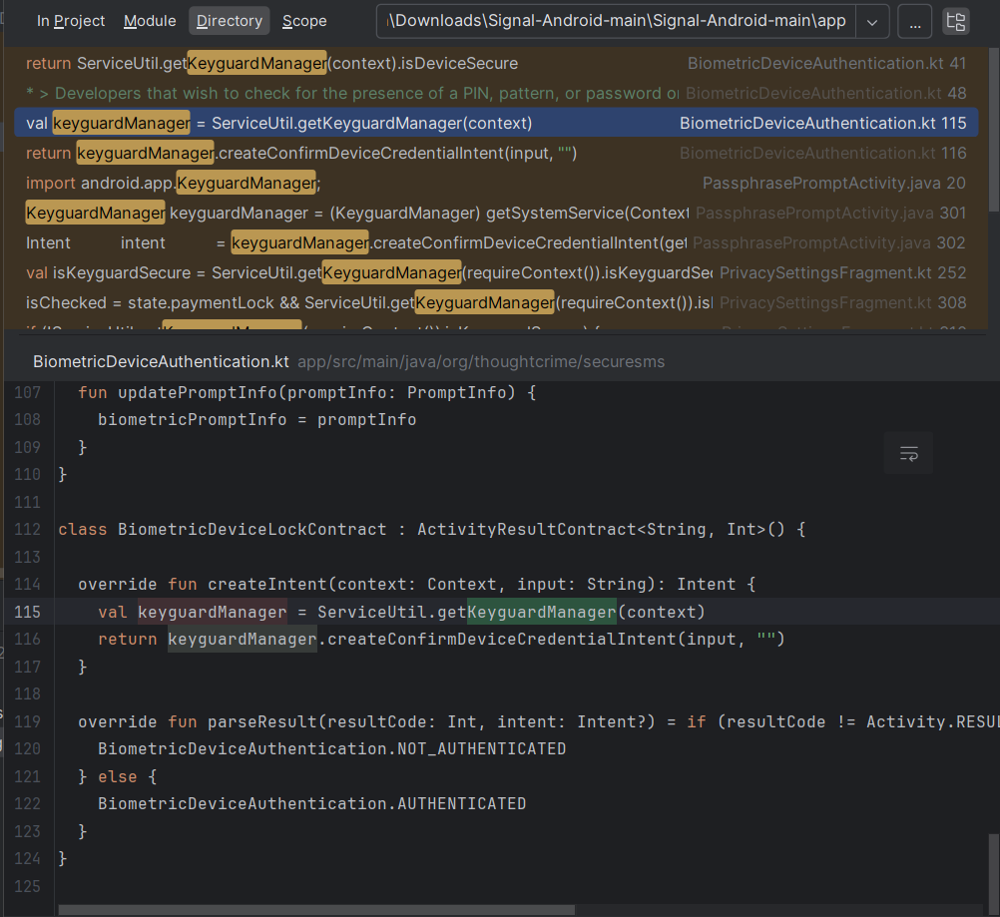 In Project Module Directory Scope \Downloads\Signal-Android-main\Signal-Android-main\app ...
return ServiceUtil.getKeyguardManager(context).isDeviceSecure BiometricDeviceAuthentication.kt 41
* > Developers that wish to check for the presence of a PIN, pattern, or password or BiometricDeviceAuthentication.kt 48
val keyguardManager = ServiceUtil.getKeyguardManager(context) BiometricDeviceAuthentication.kt 115
return keyguardManager.createConfirmDeviceCredentialIntent(input, "") BiometricDeviceAuthentication.kt 116
import android.app.KeyguardManager; PassphrasePromptActivity.java 20
KeyguardManager keyguardManager = (KeyguardManager) getSystemService(Context PassphrasePromptActivity.java 301
Intent intent = keyguardManager.createConfirmDeviceCredentialIntent(get PassphrasePromptActivity.java 302
val isKeyguardSecure = ServiceUtil.getKeyguardManager(requireContext()).isKeyguardSec PrivacySettingsFragment.kt 252
isChecked = state.paymentLock && ServiceUtil.getKeyguardManager(requireContext()).isl PrivacySettingsFragment.kt 308
BiometricDeviceAuthentication.kt app/src/main/java/org/thoughtcrime/securesms
107 fun updatePromptInfo(promptInfo: PromptInfo) {
108 biometricPromptInfo = promptInfo
109 }
110 }
111
112 class BiometricDeviceLockContract : ActivityResultContract<String, Int>() {
113
114 override fun createIntent(context: Context, input: String): Intent {
115 val keyguardManager = ServiceUtil.getKeyguardManager(context)
116 return keyguardManager.createConfirmDeviceCredentialIntent(input, "")
117 }
118
119 override fun parseResult(resultCode: Int, intent: Intent?) = if (resultCode != Activity.RESUL
120 BiometricDeviceAuthentication.NOT_AUTHENTICATED
121 } else {
122 BiometricDeviceAuthentication.AUTHENTICATED
123 }
124 }
125